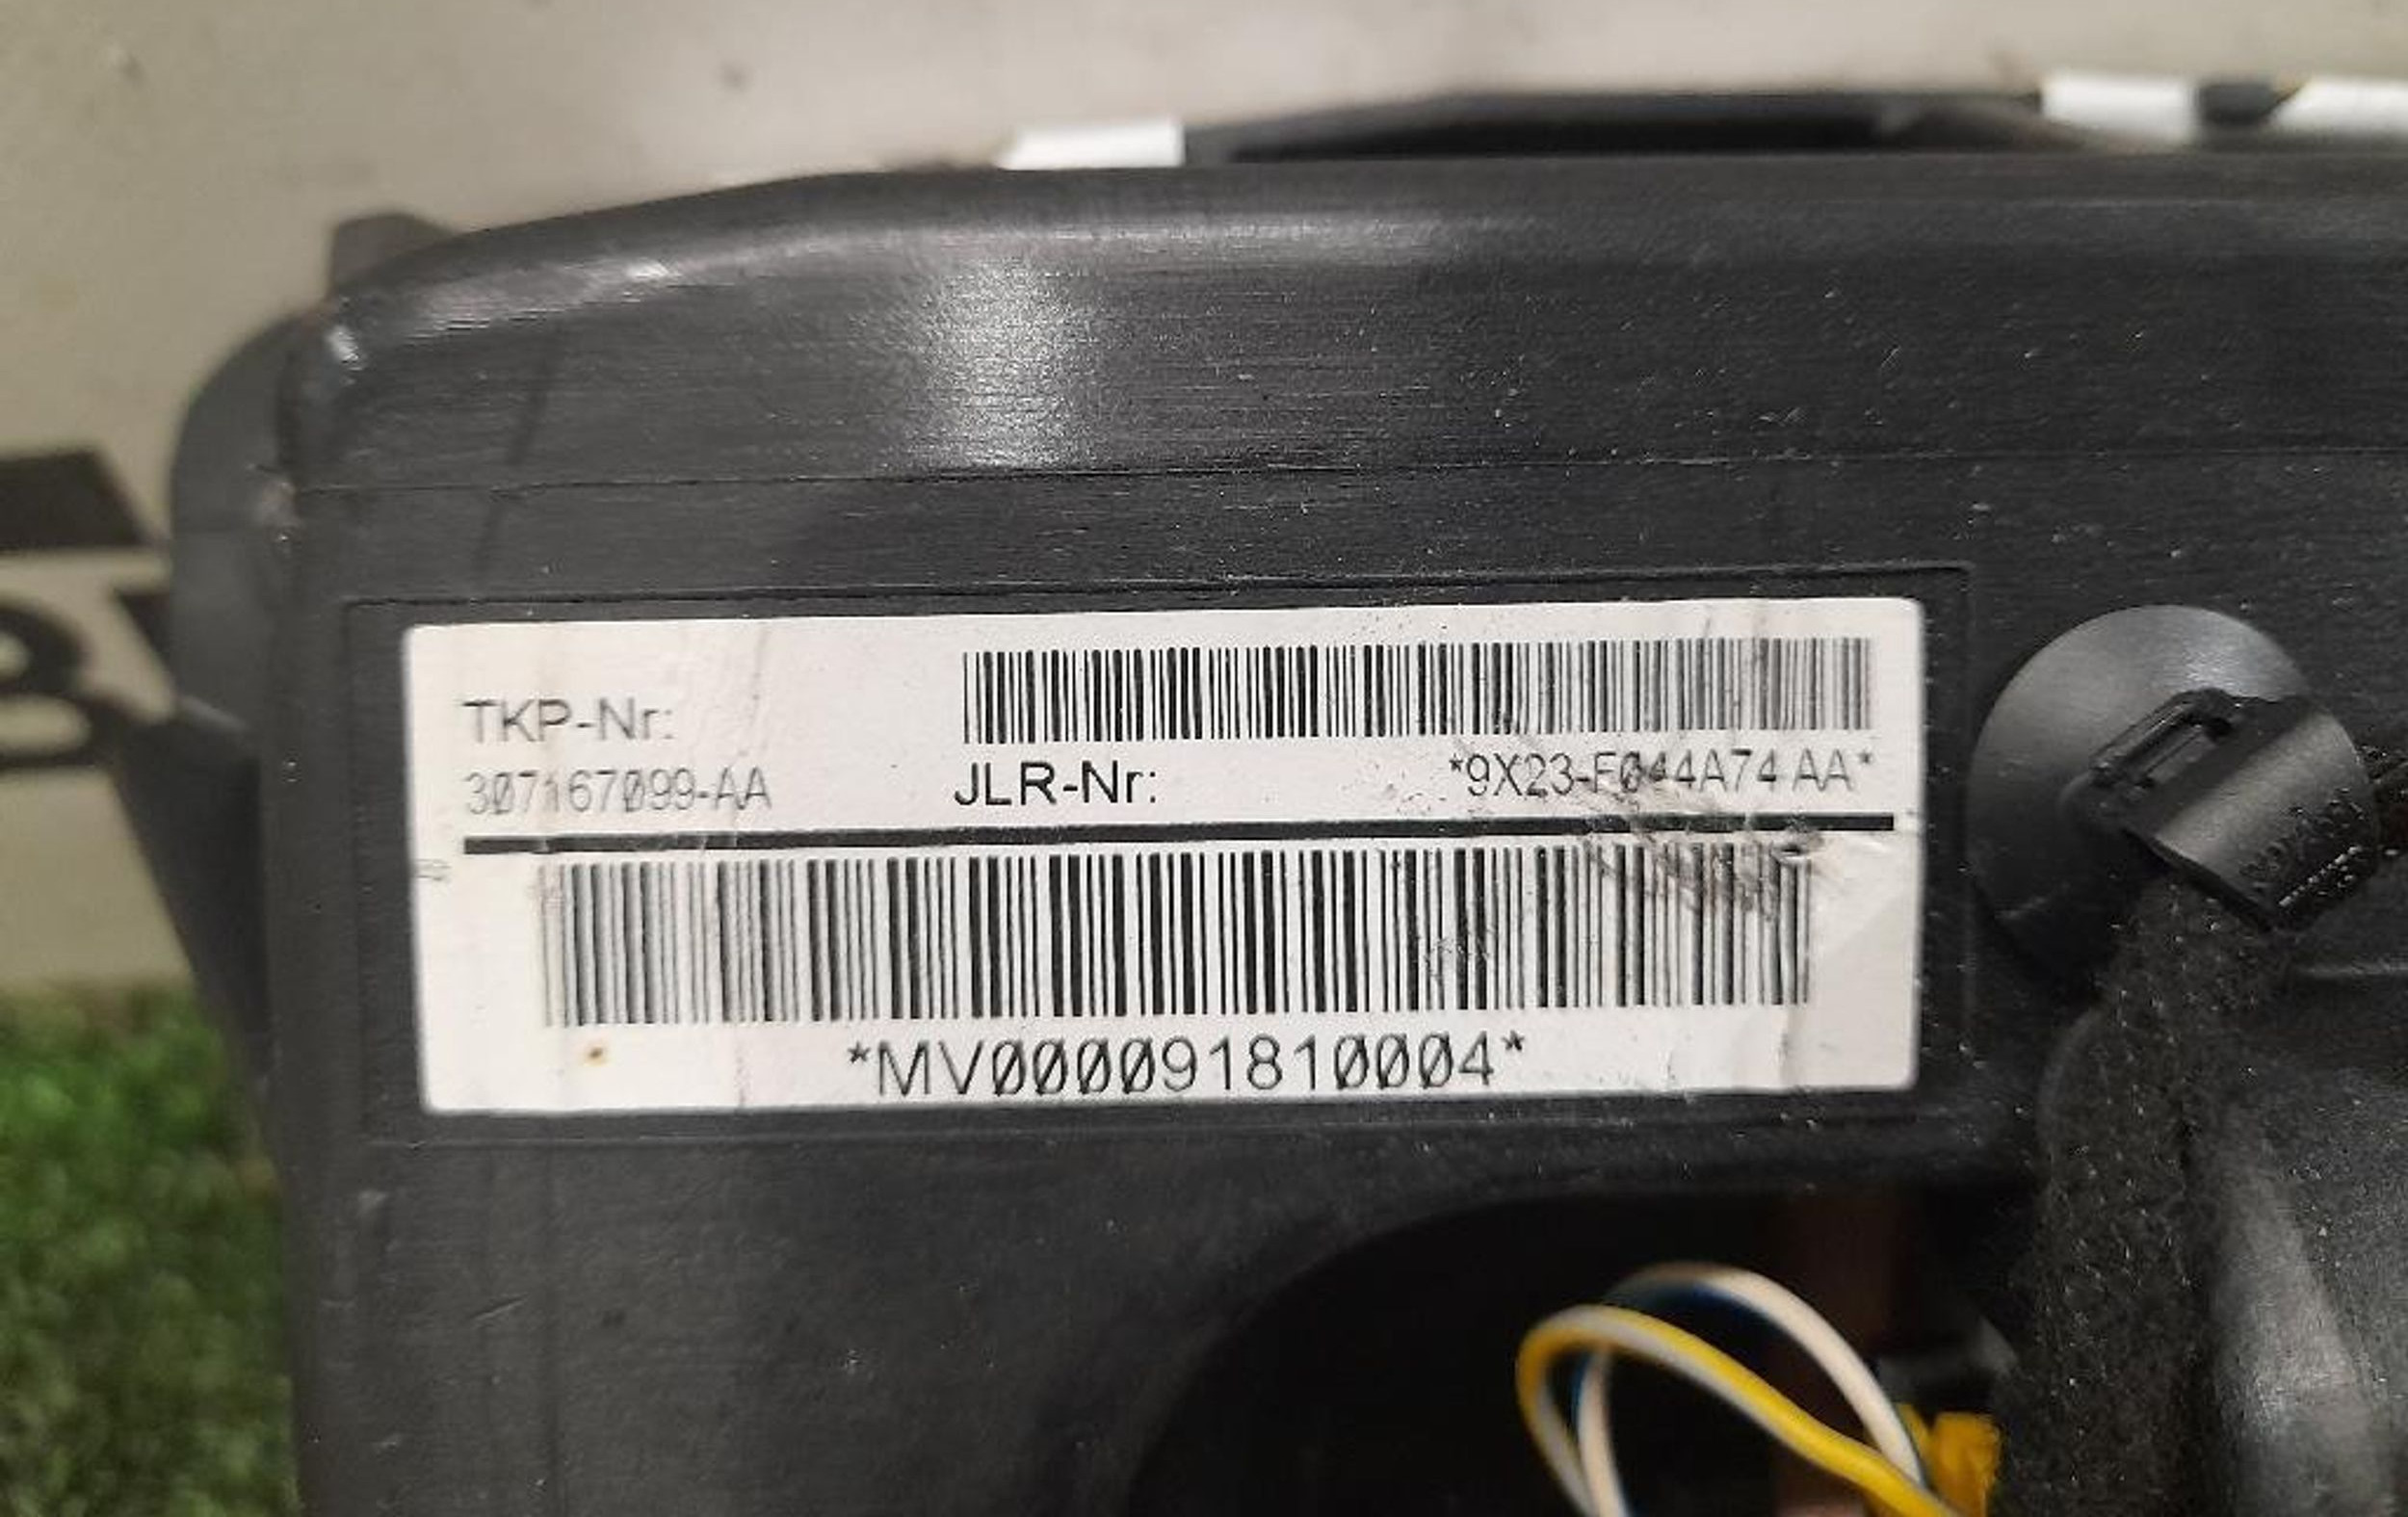 TKP-Nr:
307167099-AA
JLR-Nr:
*9X23-F044A74 AA*
*MV000091810004*